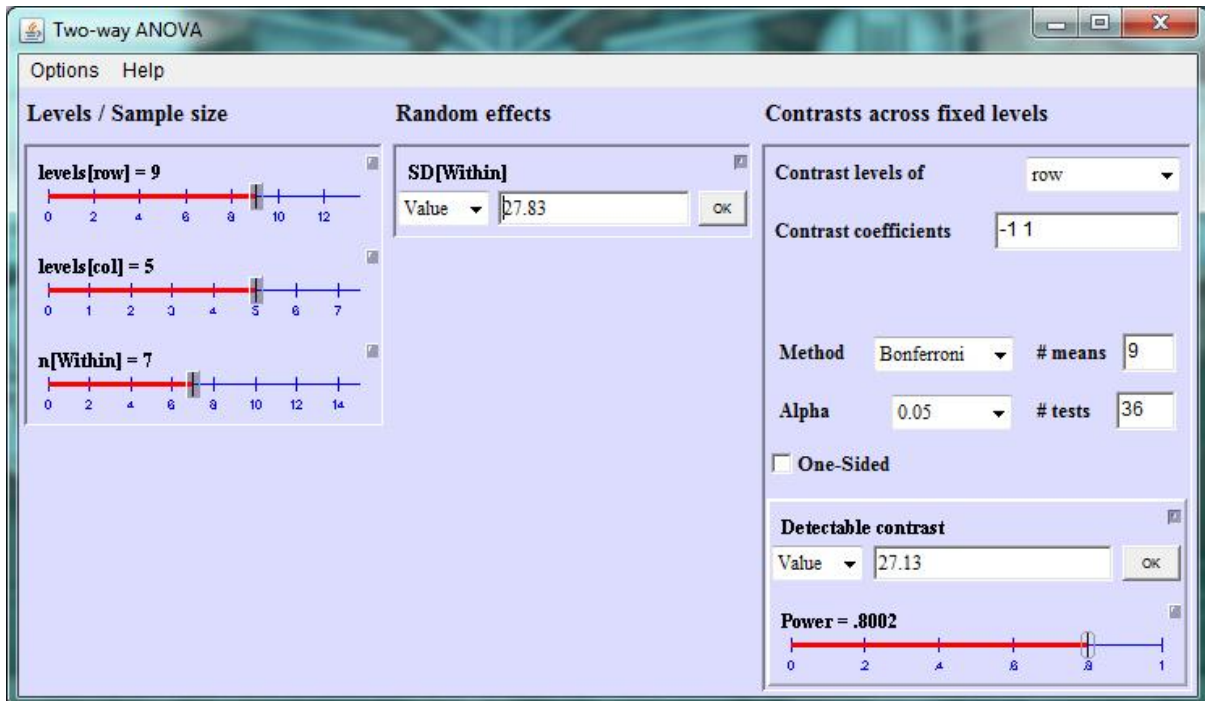 Two-way ANOVA
Options Help
Levels / Sample size
levels[row] = 9
0 2 4 6 8 10 12
levels[col] = 5
0 1 2 3 4 5 6 7
n[Within] = 7
0 2 4 6 8 10 12 14
Random effects
SD[Within]
Value 27.83 OK
Contrasts across fixed levels
Contrast levels of row
Contrast coefficients -1 1
Method Bonferroni # means 9
Alpha 0.05 # tests 36
One-Sided
Detectable contrast
Value 27.13 OK
Power = .8002
0 .2 .4 .6 .8 1